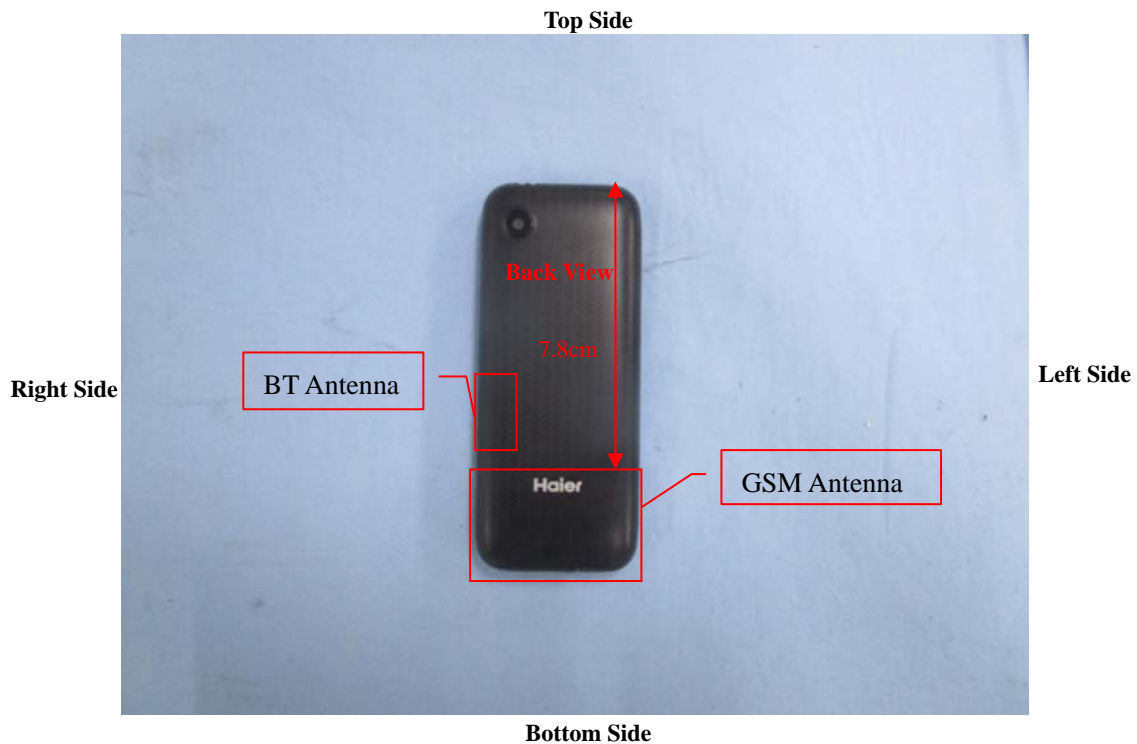 Top Side
Back View
7.8cm
BT Antenna
Right Side
Left Side
GSM Antenna
Haier
Bottom Side